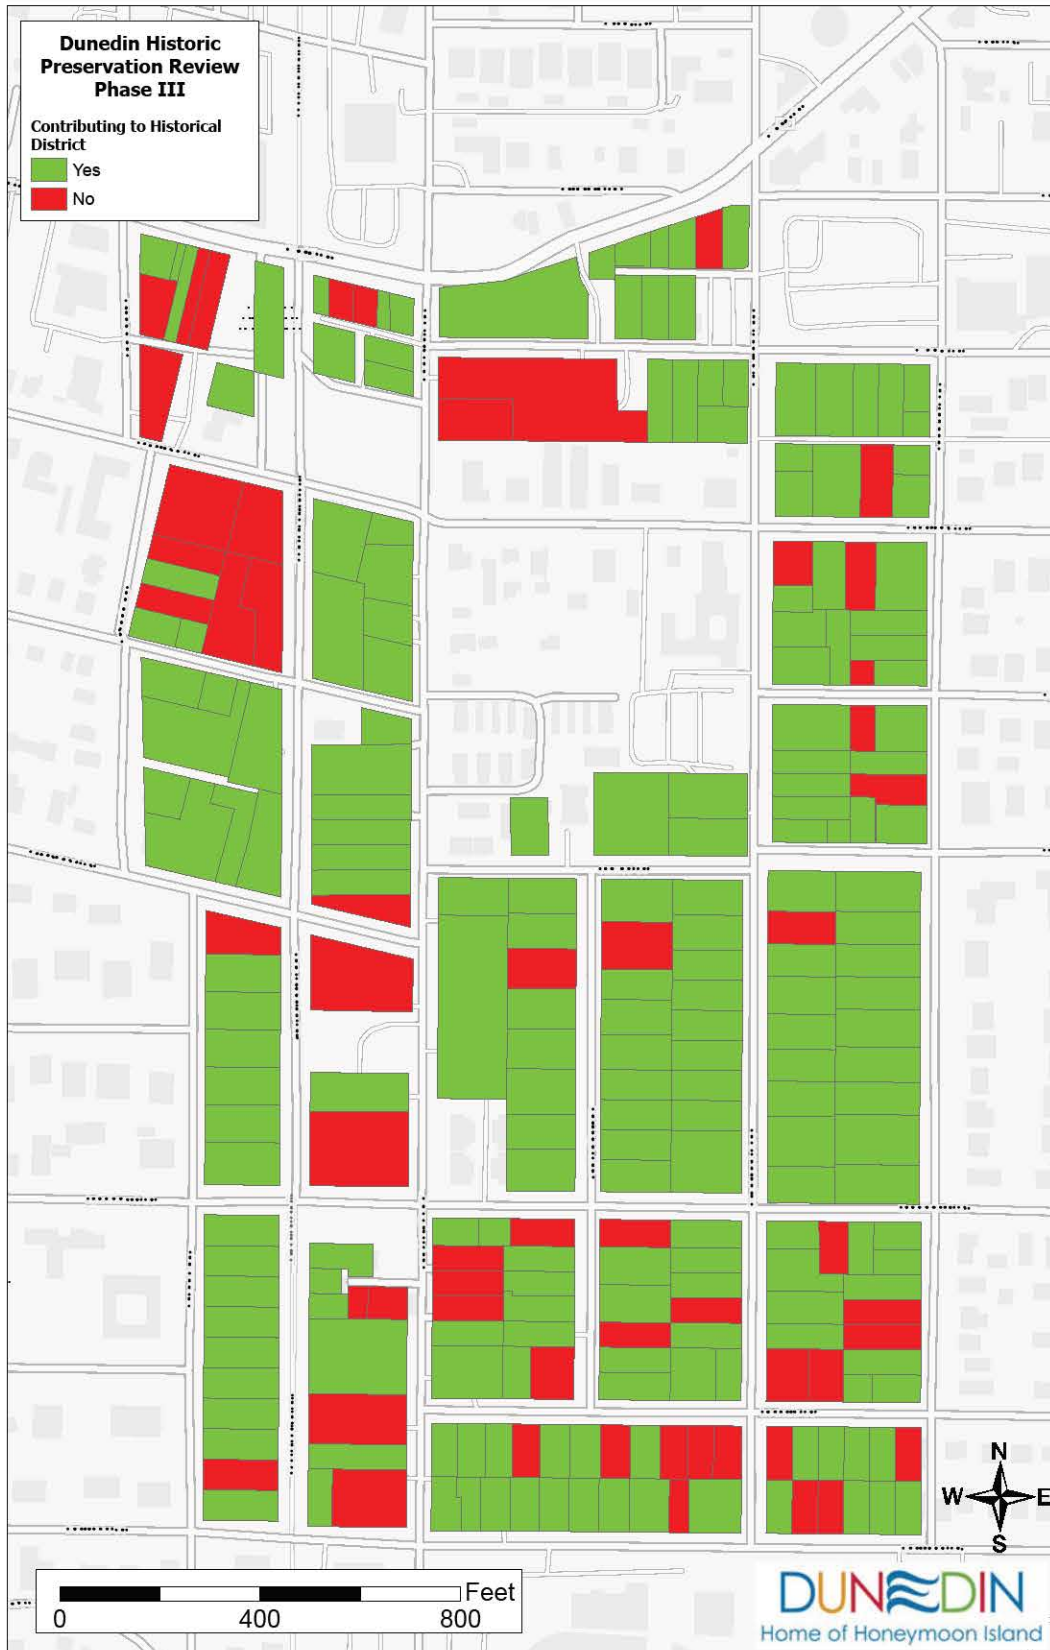 Dunedin Historic
Preservation Review
Phase III
Contributing to Historical
District
Yes
No
N
W E
S
Feet
0 400 800
DUNEDIN
Home of Honeymoon Island